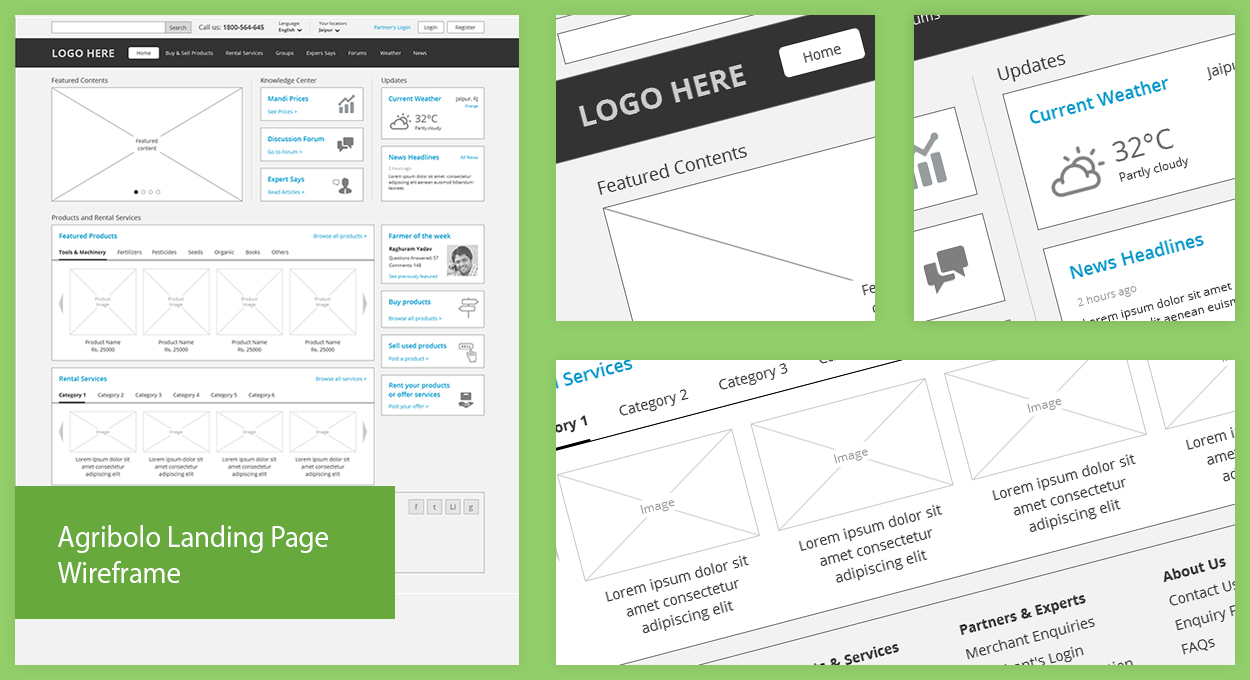 Search
Call us: 1800-564-645
Language
English
Your location:
Jaipur
Partner's Login
Login
Register
LOGO HERE
Home
Buy & Sell Products
Rental Services
Groups
Expers Says
Forums
Weather
News
Featured Contents
Featured
content
Knowledge Center
Mandi Prices
See Prices »
Discussion Forum
Go to Forum »
Expert Says
Read Articles »
Updates
Current Weather
Jaipur, RJ
Change
32°C
Partly cloudy
News Headlines
All News
2 hours ago
Lorem ipsum dolor sit amet, consectetur
adipiscing elit aenean euismod bibendum
laoreet.
Products and Rental Services
Featured Products
Browse all products »
Tools & Machinery
Fertilizers
Pesticides
Seeds
Organic
Books
Others
Product
Image
Product
Image
Product
Image
Product
Image
Product Name
Rs. 25000
Product Name
Rs. 25000
Product Name
Rs. 25000
Product Name
Rs. 25000
Farmer of the week
Raghuram Yadav
Questions Answered: 57
Comments: 148
See previously featured
Buy products
Browse all products »
Sell used products
Post a product »
Rent your products
or offer services
Post your offer »
Rental Services
Browse all services »
Category 1
Category 2
Category 3
Category 4
Category 5
Category 6
Image
Image
Image
Image
Lorem ipsum dolor sit
amet consectetur
adipiscing elit
Lorem ipsum dolor sit
amet consectetur
adipiscing elit
Lorem ipsum dolor sit
amet consectetur
adipiscing elit
Lorem ipsum dolor sit
amet consectetur
adipiscing elit
f
t
Li
g
Agribolo Landing Page
Wireframe
LOGO HERE
Home
Featured Contents
Fe
c
ums
Updates
Current Weather
Jaipu
32°C
Partly cloudy
News Headlines
2 hours ago
Lorem ipsum dolor sit amet
elit aenean euism
l Services
ory 1
Category 2
Category 3
Image
Image
Image
Lorem ipsum dolor sit
amet consectetur
adipiscing elit
Lorem ipsum dolor sit
amet consectetur
adipiscing elit
Lorem ipsum dolor sit
amet consectetur
adipiscing elit
Lorem i
ame
& Services
Partners & Experts
Merchant Enquiries
nt's Login
About Us
Contact Us
Enquiry F
FAQs